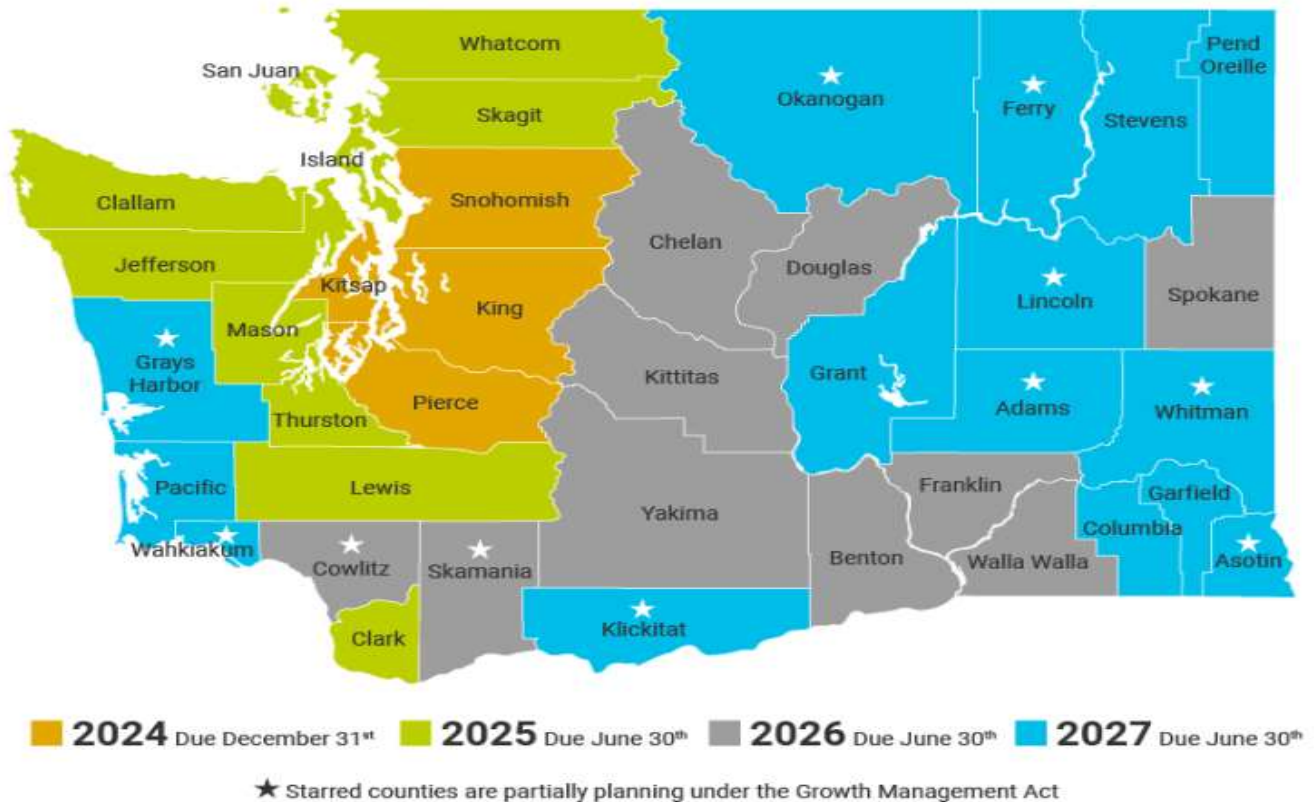 Whatcom
Pend
Oreille
San Juan
Okanogan
Ferry
Stevens
Skagit
Island
Clallam
Snohomish
Chelan
Jefferson
Douglas
Kitsap
King
Lincoln
Spokane
Mason
Grays
Harbor
Kittitas
Grant
Pierce
Adams
Whitman
Thurston
Pacific
Lewis
Yakima
Franklin
Garfield
Columbia
Wahkiakum
Cowlitz
Skamania
Benton
Walla Walla
Asotin
Clark
Klickitat
2024 Due December 31st 2025 Due June 30th 2026 Due June 30th 2027 Due June 30th
★ Starred counties are partially planning under the Growth Management Act